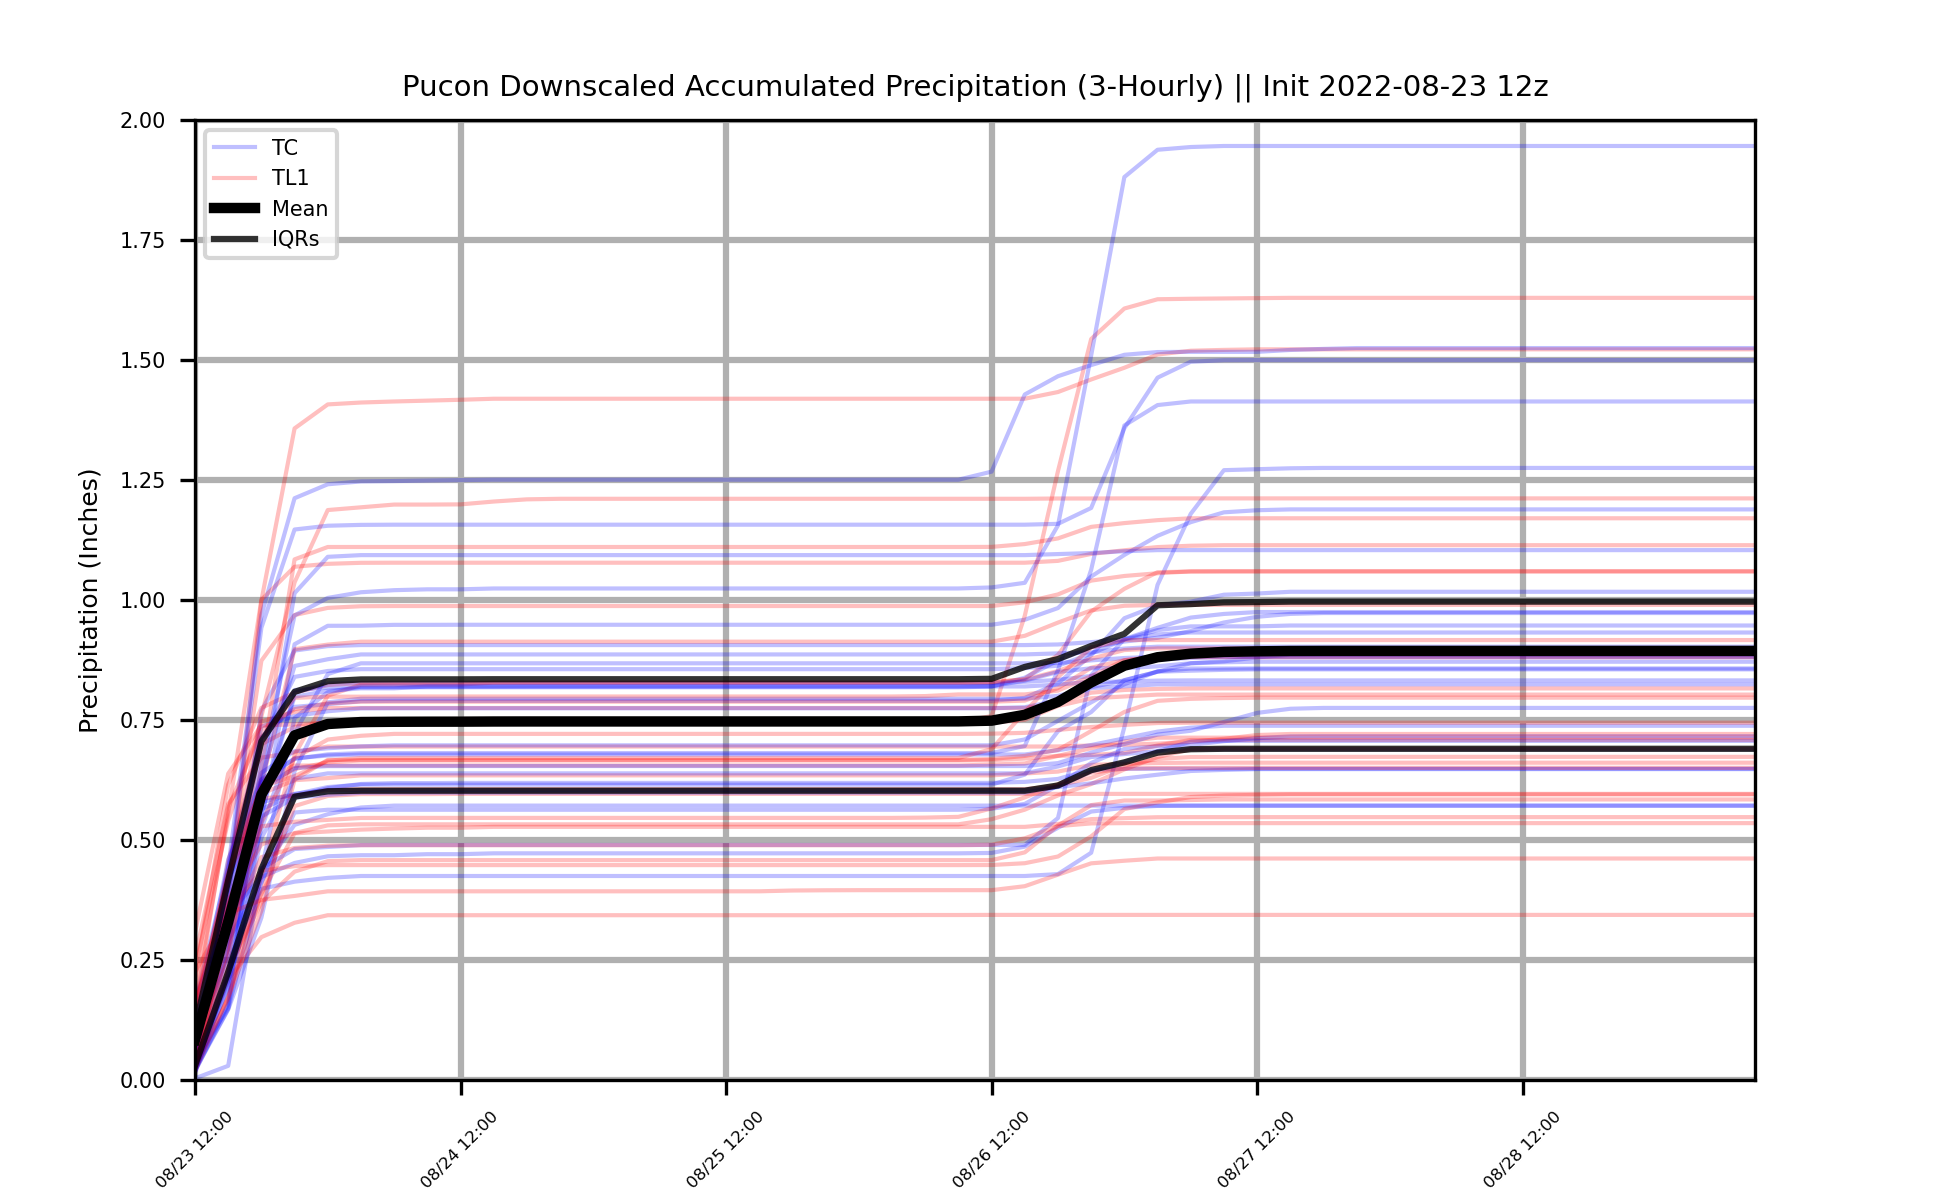 Pucon Downscaled Accumulated Precipitation (3-Hourly) || Init 2022-08-23 12z
Precipitation (Inches)
2.00
1.75
1.50
1.25
1.00
0.75
0.50
0.25
0.00
TC
TL1
Mean
IQRs
08/23 12:00
08/24 12:00
08/25 12:00
08/26 12:00
08/27 12:00
08/28 12:00